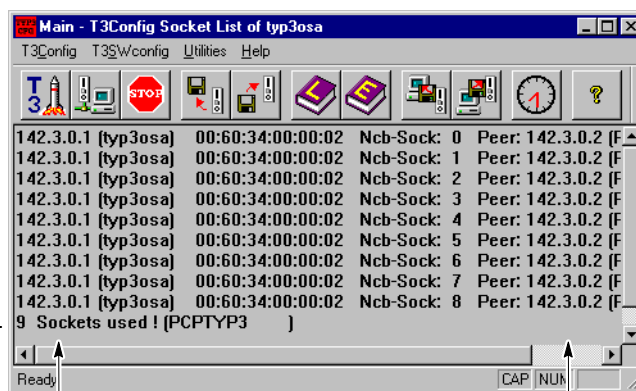 Main - T3Config Socket List of typ3osa
T3Config T3SWconfig Utilities Help
T3 STOP L E 1 ?
142.3.0.1 (typ3osa) 00:60:34:00:00:02 Ncb-Sock: 0 Peer: 142.3.0.2 (F
142.3.0.1 (typ3osa) 00:60:34:00:00:02 Ncb-Sock: 1 Peer: 142.3.0.2 (F
142.3.0.1 (typ3osa) 00:60:34:00:00:02 Ncb-Sock: 2 Peer: 142.3.0.2 (F
142.3.0.1 (typ3osa) 00:60:34:00:00:02 Ncb-Sock: 3 Peer: 142.3.0.2 (F
142.3.0.1 (typ3osa) 00:60:34:00:00:02 Ncb-Sock: 4 Peer: 142.3.0.2 (F
142.3.0.1 (typ3osa) 00:60:34:00:00:02 Ncb-Sock: 5 Peer: 142.3.0.2 (F
142.3.0.1 (typ3osa) 00:60:34:00:00:02 Ncb-Sock: 6 Peer: 142.3.0.2 (F
142.3.0.1 (typ3osa) 00:60:34:00:00:02 Ncb-Sock: 7 Peer: 142.3.0.2 (F
142.3.0.1 (typ3osa) 00:60:34:00:00:02 Ncb-Sock: 8 Peer: 142.3.0.2 (F
9 Sockets used ! (PCPTYP3 )
Ready CAP NUM